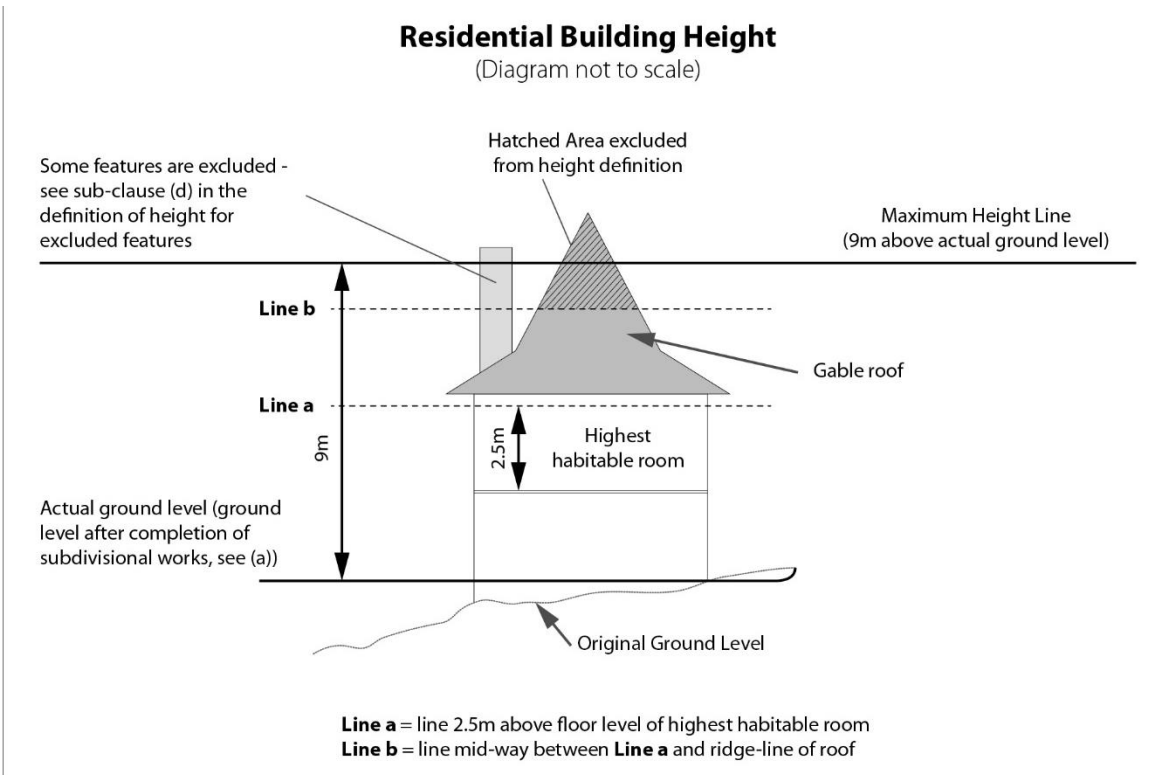 Residential Building Height
(Diagram not to scale)
Hatched Area excluded
from height definition
Some features are excluded -
see sub-clause (d) in the
definition of height for
excluded features
Maximum Height Line
(9m above actual ground level)
Line b
Gable roof
Line a
9m
2.5m
Highest
habitable room
Actual ground level (ground
level after completion of
subdivisional works, see (a))
Original Ground Level
Line a = line 2.5m above floor level of highest habitable room
Line b = line mid-way between Line a and ridge-line of roof